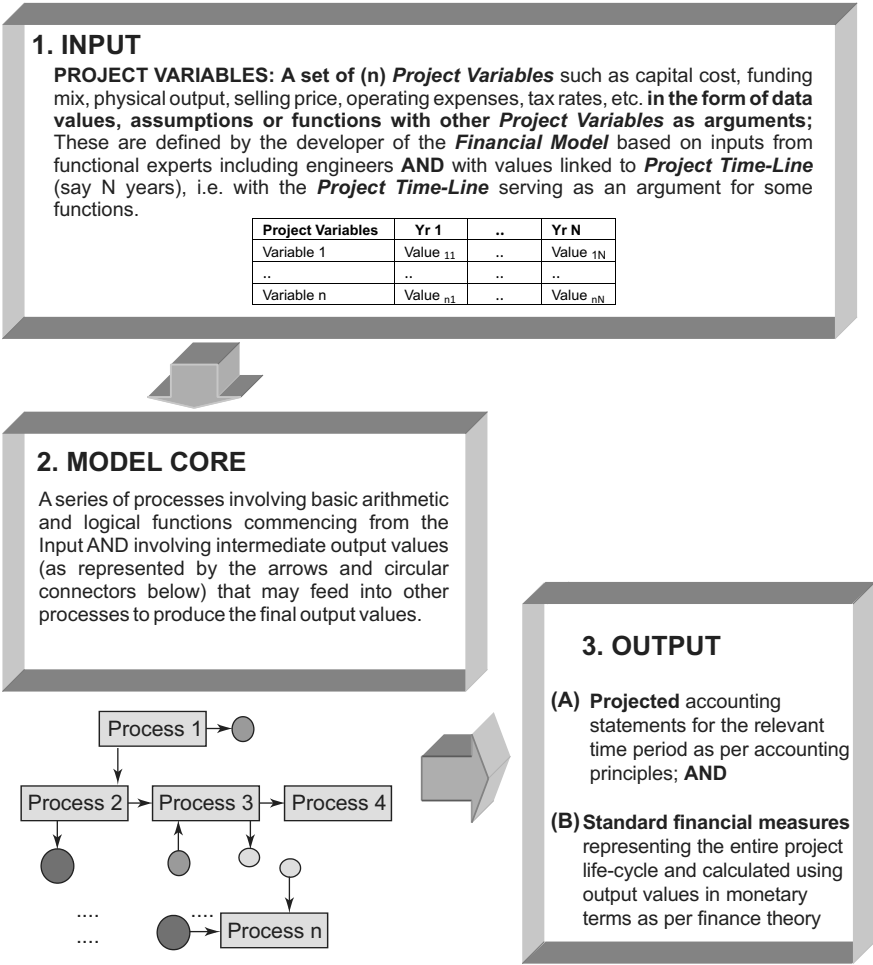 1. INPUT
PROJECT VARIABLES: A set of (n) Project Variables such as capital cost, funding
mix, physical output, selling price, operating expenses, tax rates, etc. in the form of data
values, assumptions or functions with other Project Variables as arguments;
These are defined by the developer of the Financial Model based on inputs from
functional experts including engineers AND with values linked to Project Time-Line
(say N years), i.e. with the Project Time-Line serving as an argument for some
functions.
Project Variables Yr 1 .. Yr N
Variable 1 Value 11 .. Value 1N
.. .. .. ..
Variable n Value n1 .. Value nN
2. MODEL CORE
A series of processes involving basic arithmetic
and logical functions commencing from the
Input AND involving intermediate output values
(as represented by the arrows and circular
connectors below) that may feed into other
processes to produce the final output values.
Process 1
Process 2 Process 3 Process 4
.... ....
....
Process n
3. OUTPUT
(A) Projected accounting
statements for the relevant
time period as per accounting
principles; AND
(B) Standard financial measures
representing the entire project
life-cycle and calculated using
output values in monetary
terms as per finance theory